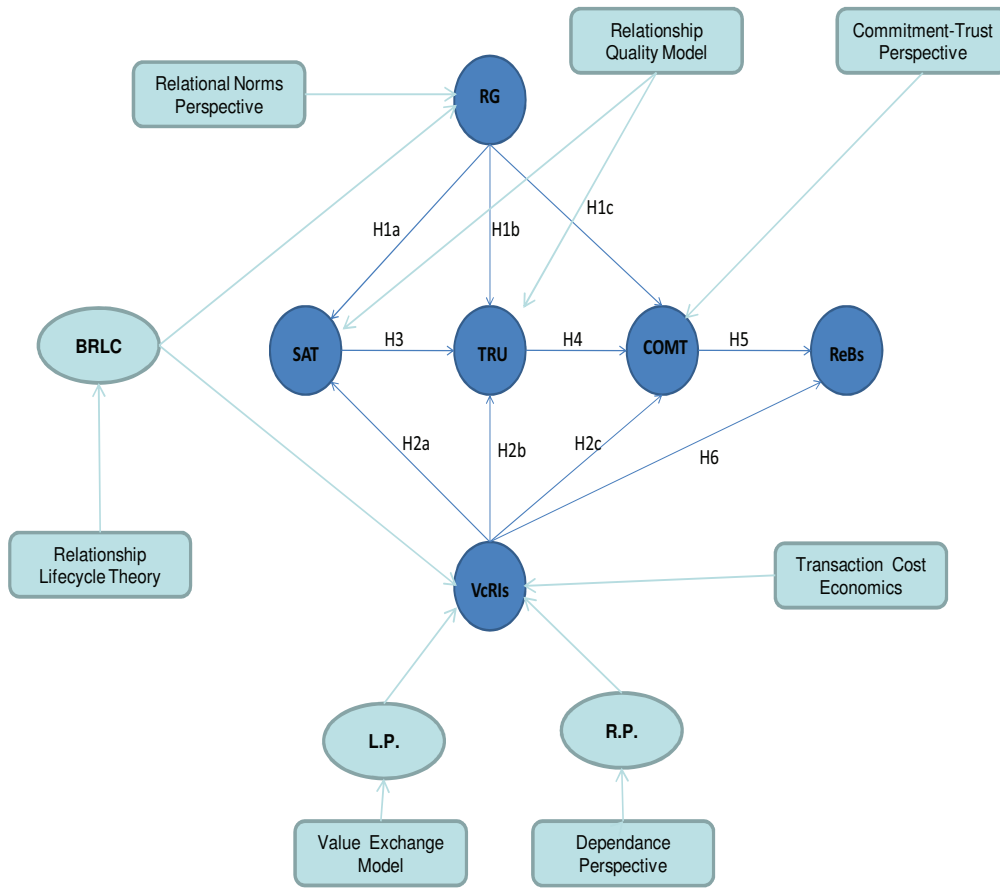 Relationship
Quality Model
Commitment-Trust
Perspective
Relational Norms
Perspective
RG
H1a
H1b
H1c
BRLC
SAT
H3
TRU
H4
COMT
H5
ReBs
H2a
H2b
H2c
H6
Relationship
Lifecycle Theory
VcRIs
Transaction Cost
Economics
L.P.
R.P.
Value Exchange
Model
Dependance
Perspective